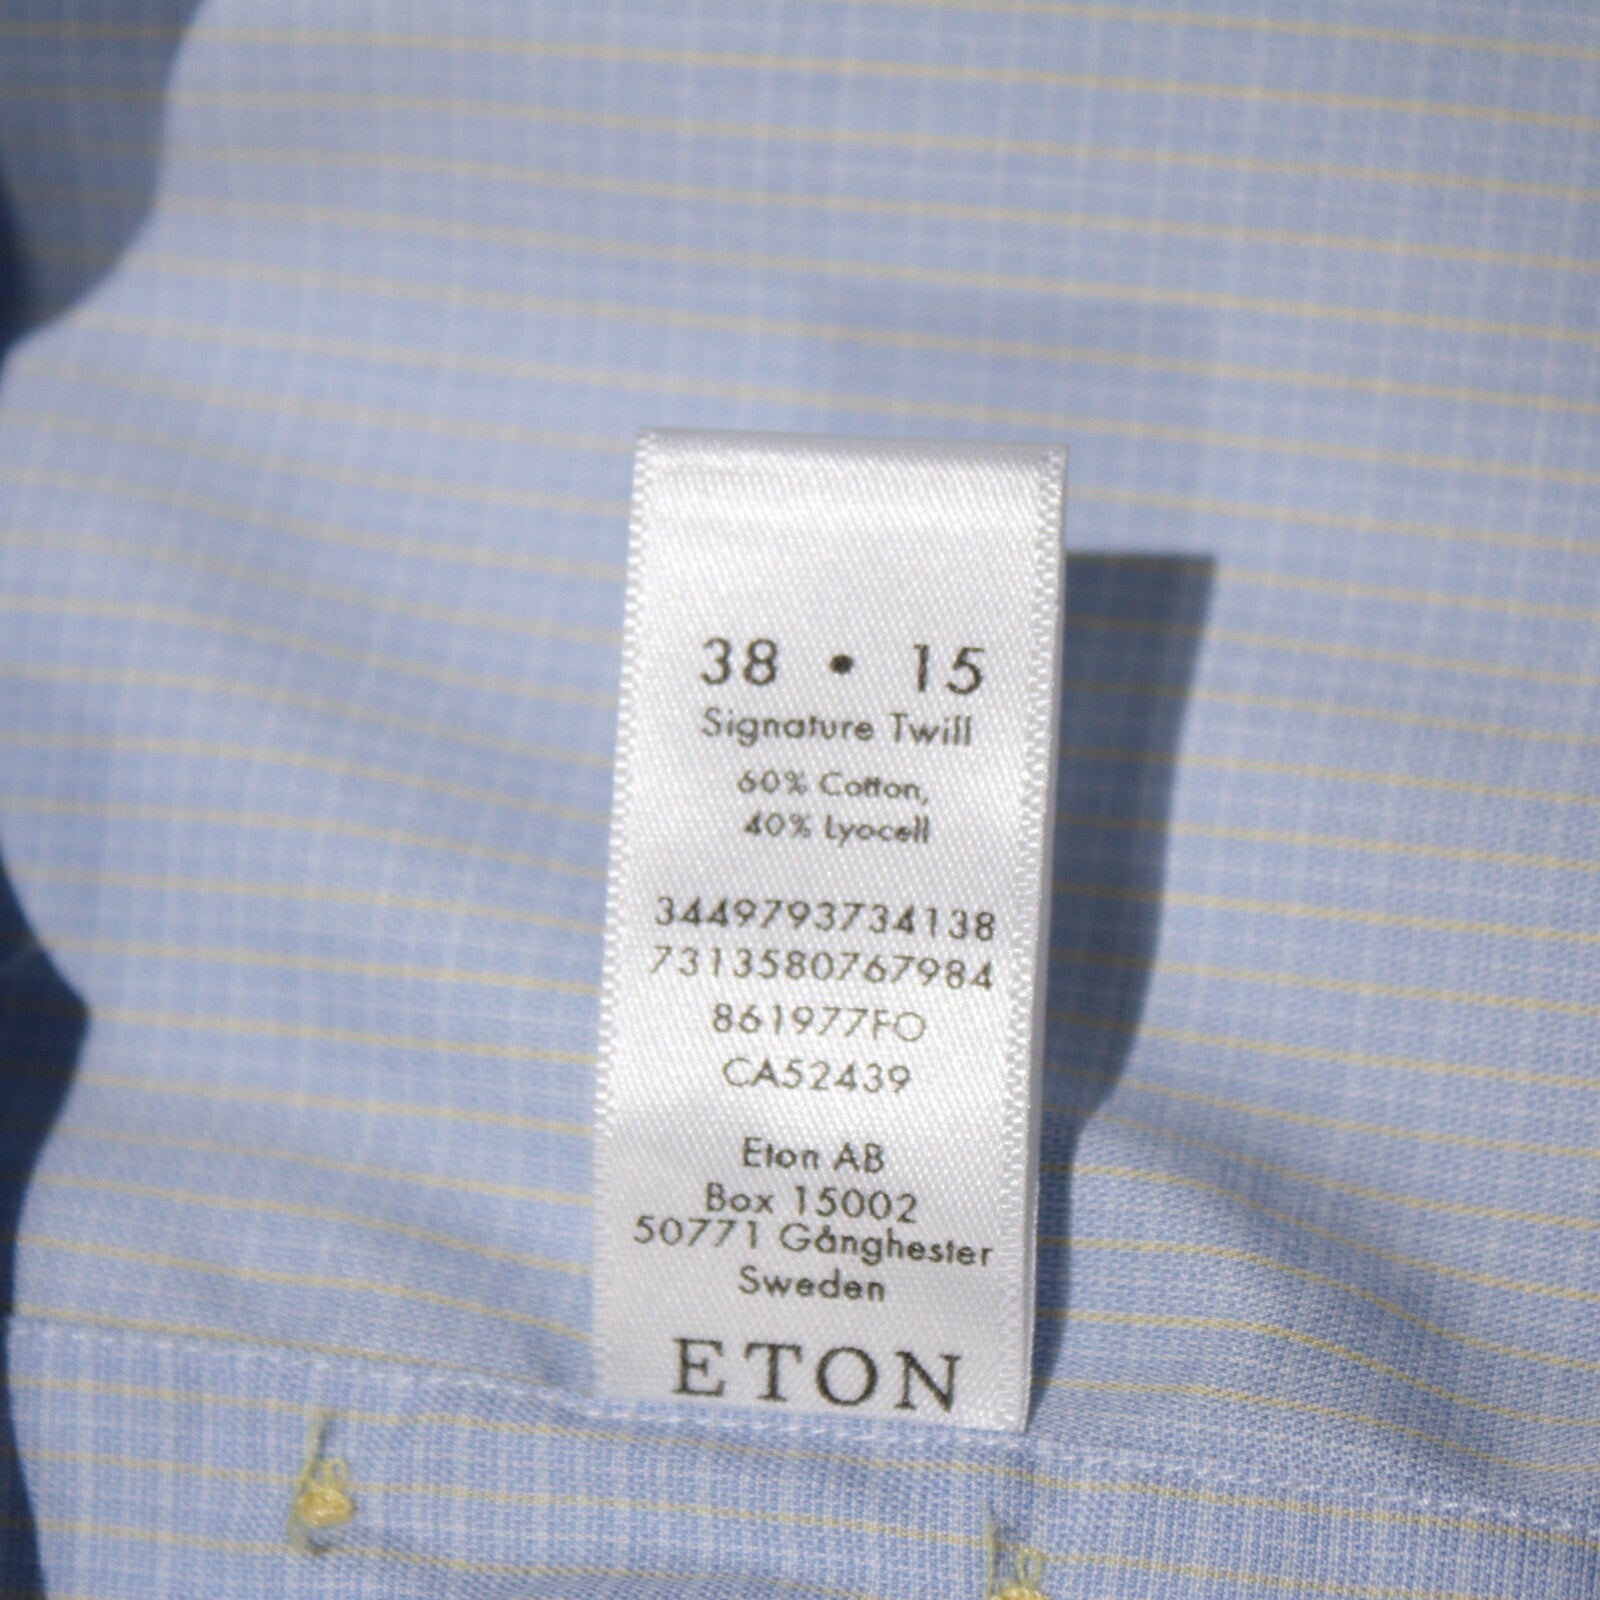 38 • 15
Signature Twill
60% Cotton,
40% Lyocell
3449793734138
7313580767984
861977FO
CA52439
Eton AB
Box 15002
50771 Gånghester
Sweden
ETON